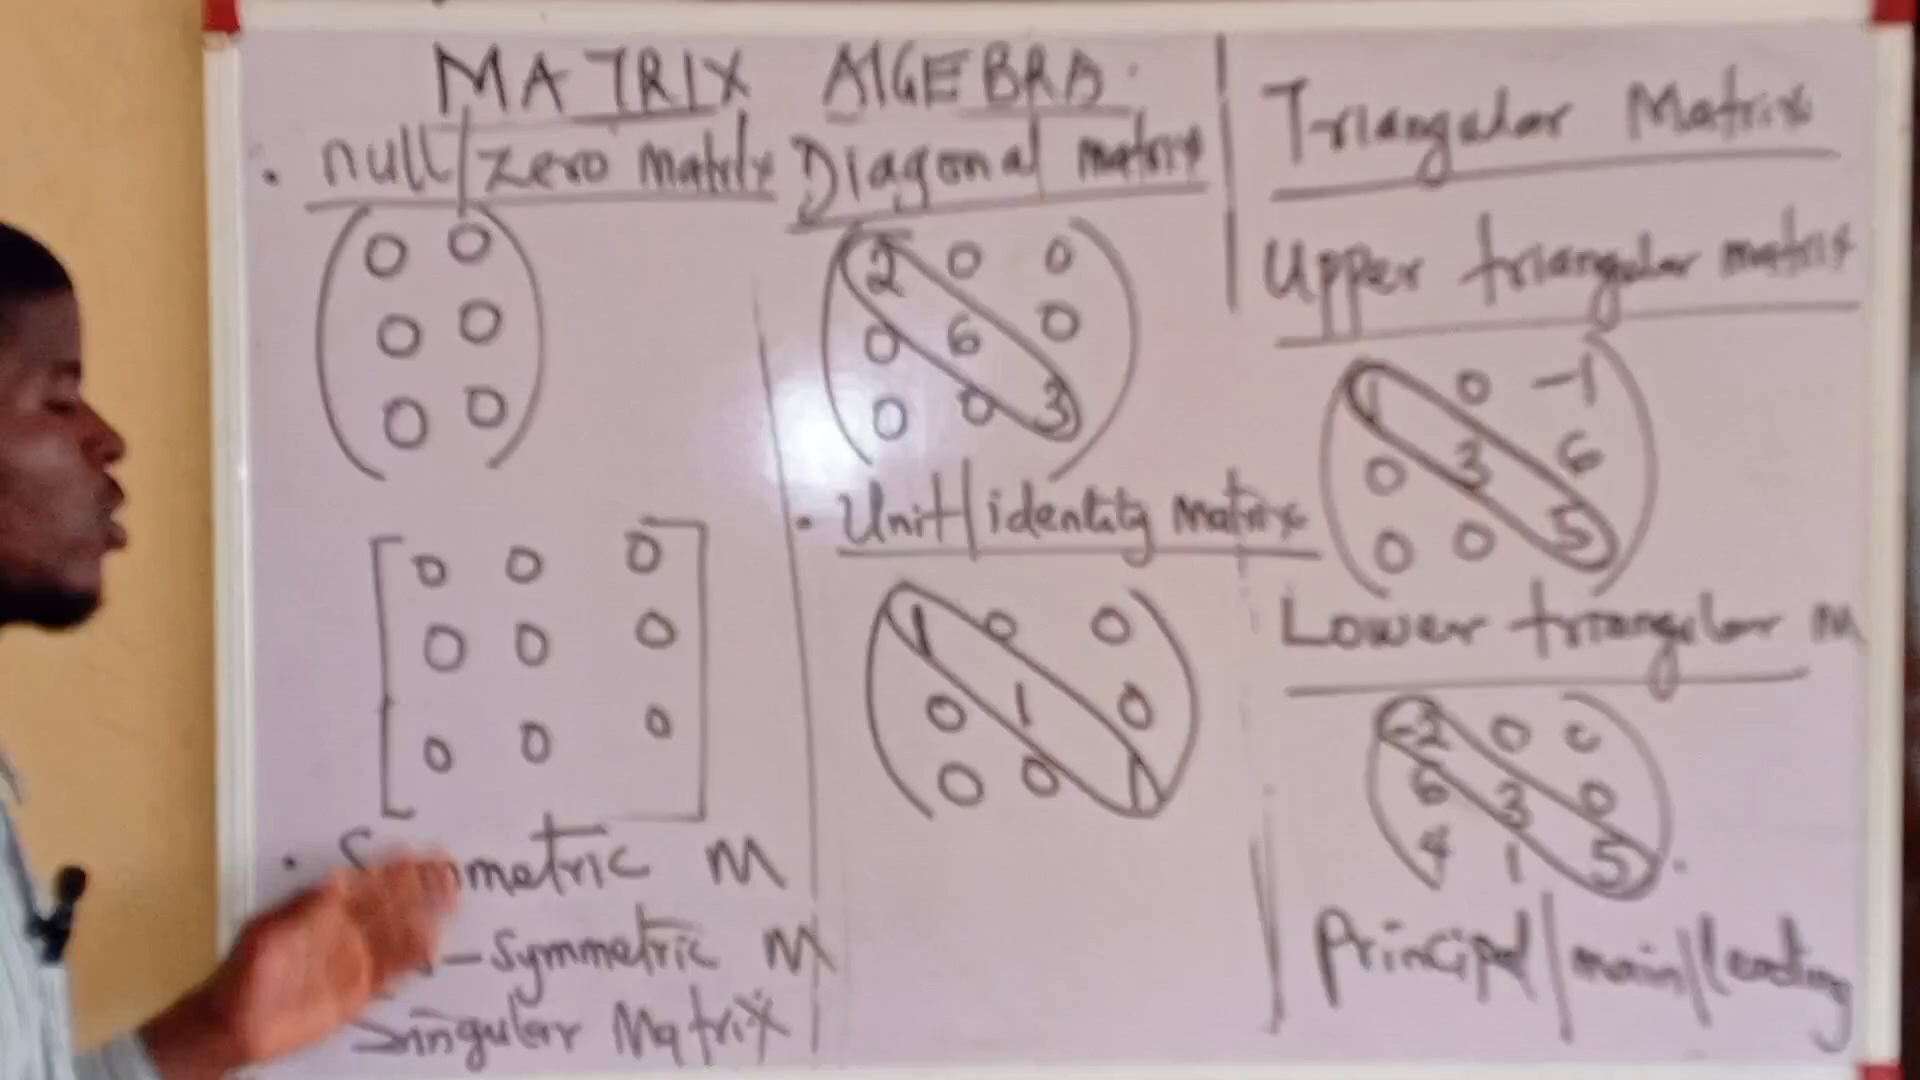 MATRIX ALGEBRA
• null/zero matrix
0 0
0 0
0 0
0 0 0
0 0 0
0 0 0
• Symmetric M
-symmetric M
Singular Matrix
Diagonal matrix
2 0 0
0 6 0
0 0 3
• Unit/identity matrix
1 0 0
0 1 0
0 0 1
Triangular Matrix
Upper triangular matrix
1 0 -1
0 3 6
0 0 5
Lower triangular M
-2 0 0
6 3 0
4 1 5
Principal/main/leading